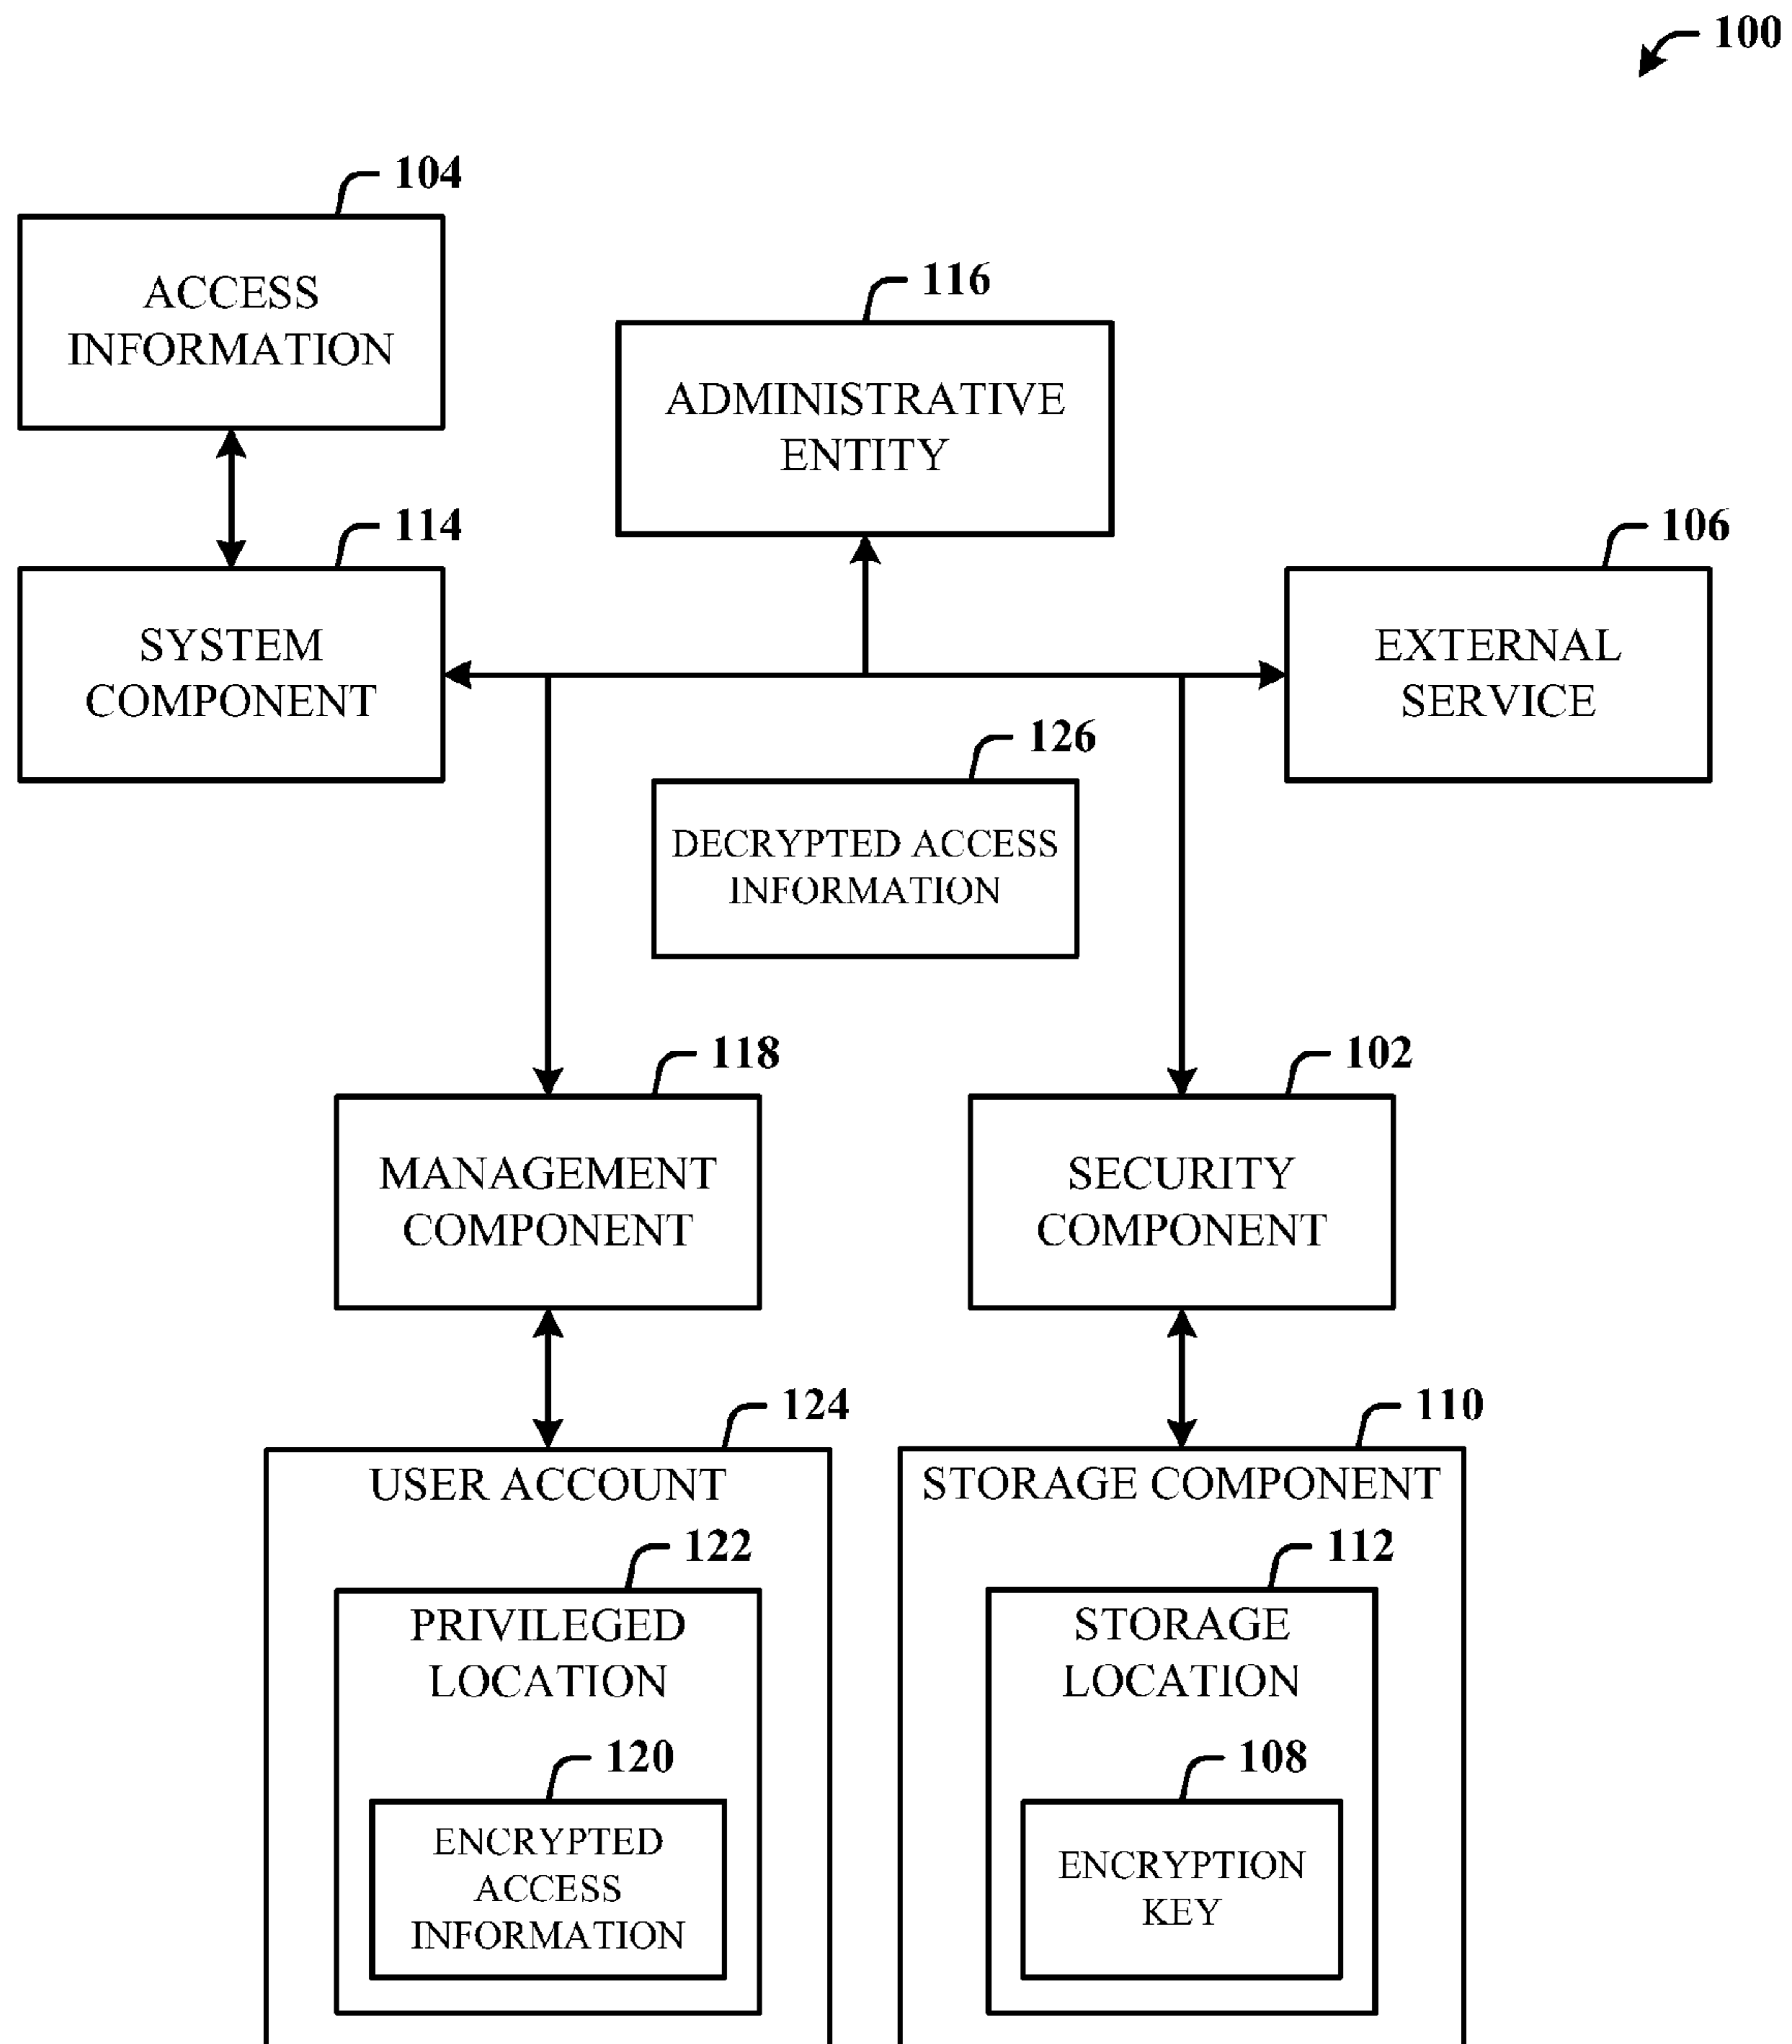 100
104
ACCESS
INFORMATION
116
ADMINISTRATIVE
ENTITY
114
SYSTEM
COMPONENT
106
EXTERNAL
SERVICE
126
DECRYPTED ACCESS
INFORMATION
118
MANAGEMENT
COMPONENT
102
SECURITY
COMPONENT
124
USER ACCOUNT
122
PRIVILEGED
LOCATION
120
ENCRYPTED
ACCESS
INFORMATION
110
STORAGE COMPONENT
112
STORAGE
LOCATION
108
ENCRYPTION
KEY